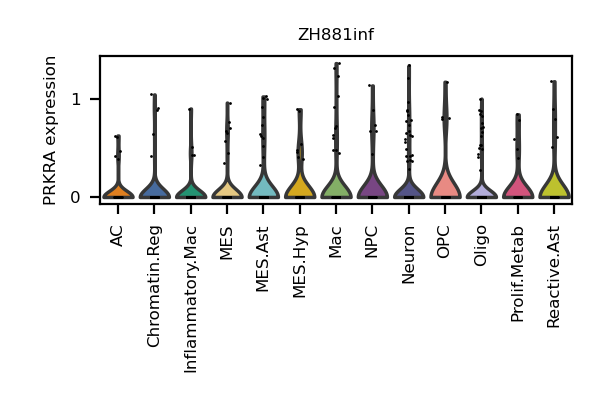 ZH881inf
PRKRA expression
1
0
AC
Chromatin.Reg
Inflammatory.Mac
MES
MES.Ast
MES.Hyp
Mac
NPC
Neuron
OPC
Oligo
Prolif.Metab
Reactive.Ast